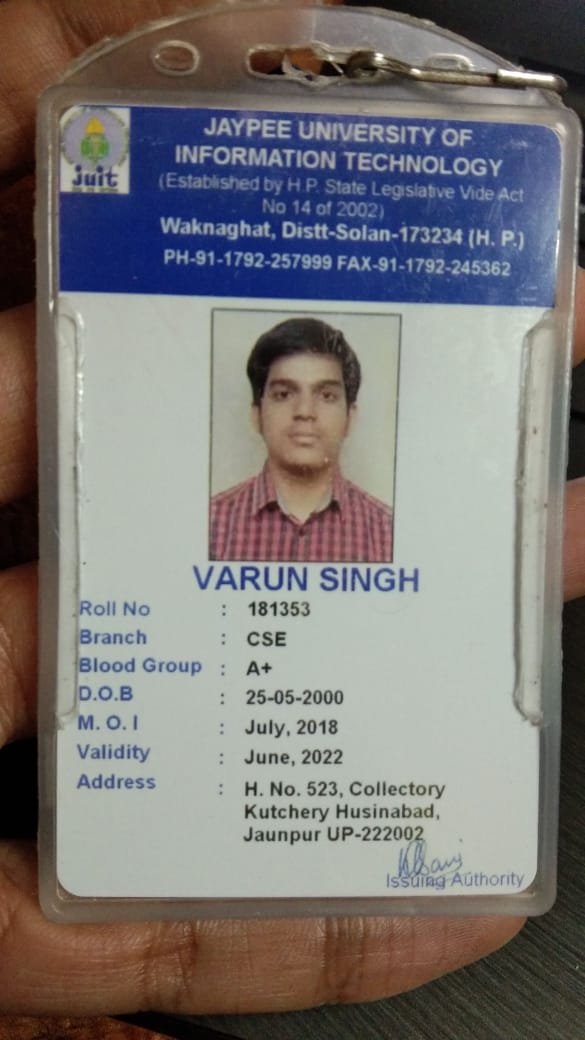 juit
JAYPEE UNIVERSITY OF
INFORMATION TECHNOLOGY
(Established by H.P. State Legislative Vide Act
No 14 of 2002)
Waknaghat, Distt-Solan-173234 (H. P.)
PH-91-1792-257999 FAX-91-1792-245362
VARUN SINGH
Roll No : 181353
Branch : CSE
Blood Group : A+
D.O.B : 25-05-2000
M. O. I : July, 2018
Validity : June, 2022
Address : H. No. 523, Collectory
Kutchery Husinabad,
Jaunpur UP-222002
Issuing Authority